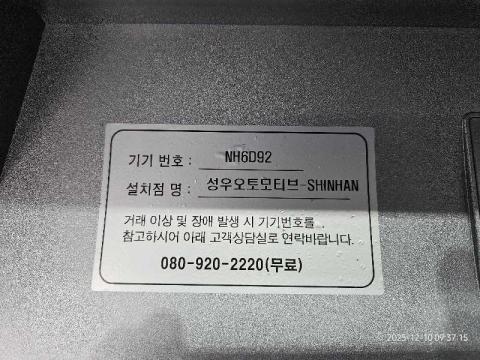 기기 번호 : NH6D92
설치점 명 : 성우오토모티브-SHINHAN
거래 이상 및 장애 발생 시 기기번호를
참고하시어 아래 고객상담실로 연락바랍니다.
080-920-2220(무료)
2025-12-10 09:37:15